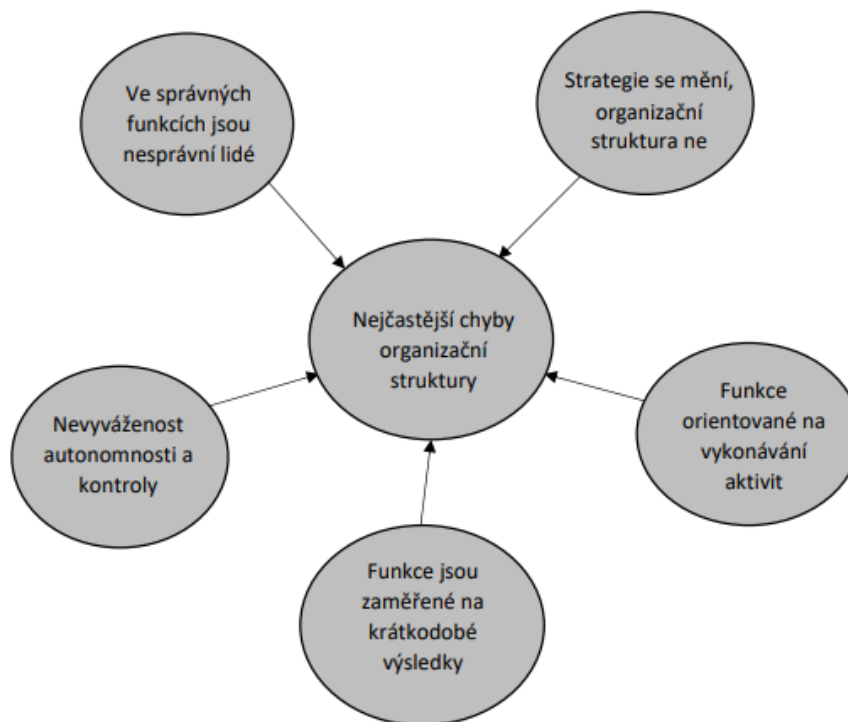 Ve správných
funkcích jsou
nesprávní lidé
Strategie se mění,
organizační
struktura ne
Nejčastější chyby
organizační
struktury
Nevyváženost
autonomnosti a
kontroly
Funkce
orientované na
vykonávání
aktivit
Funkce jsou
zaměřené na
krátkodobé
výsledky